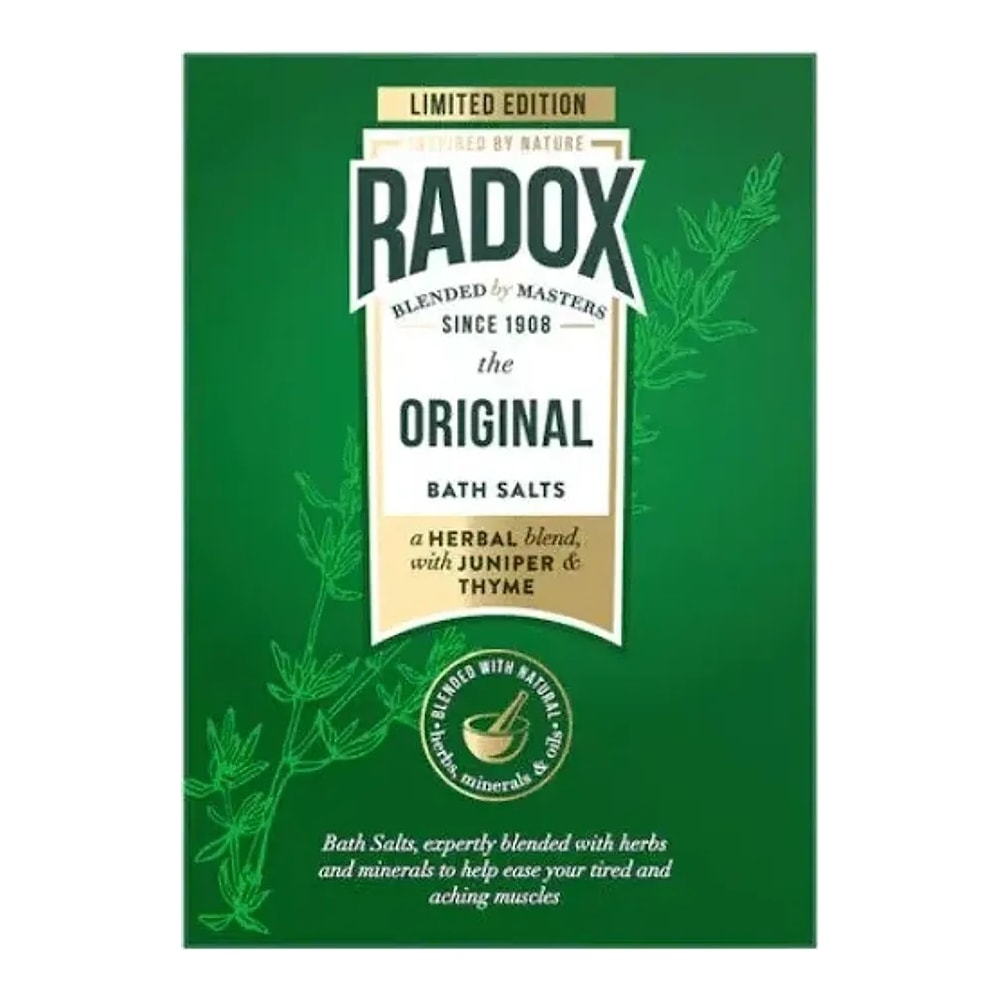 LIMITED EDITION
INSPIRED BY NATURE
RADOX
BLENDED by MASTERS
SINCE 1908
the
ORIGINAL
BATH SALTS
a HERBAL blend,
with JUNIPER &
THYME
• BLENDED WITH NATURAL •
herbs, minerals & oils
Bath Salts, expertly blended with herbs
and minerals to help ease your tired and
aching muscles